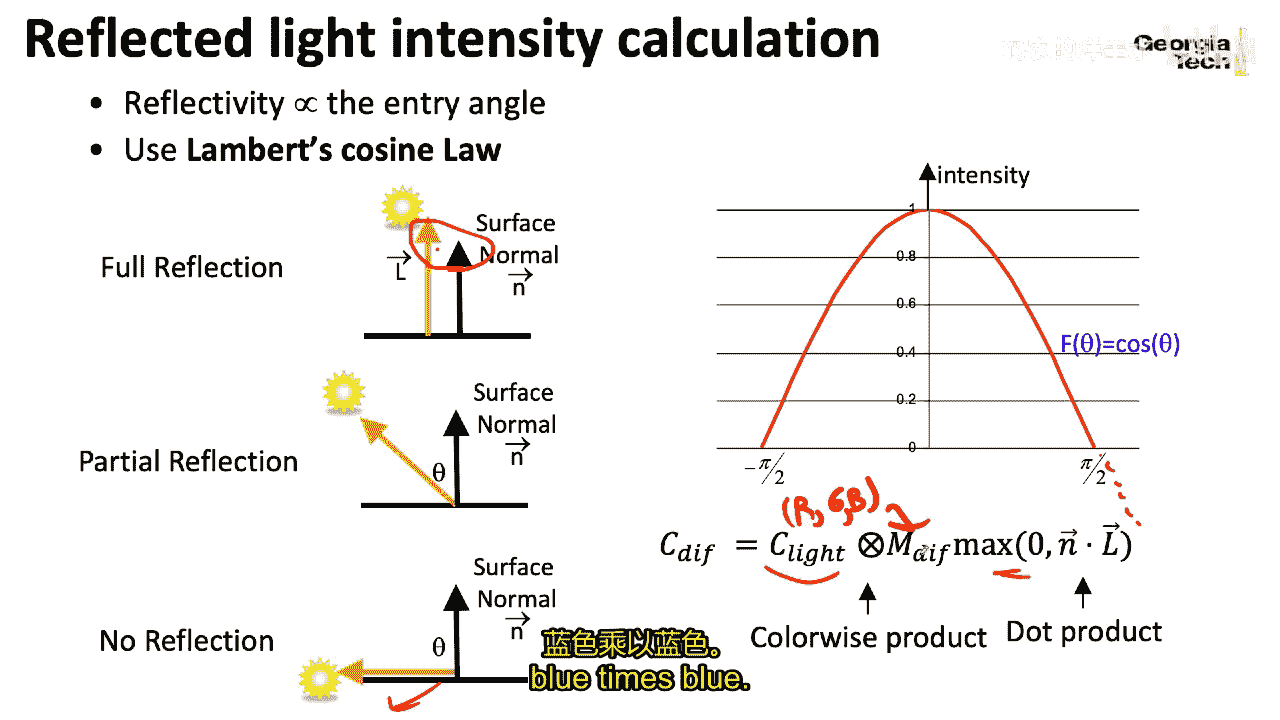 Reflected light intensity calculation
Georgia
Tech
• Reflectivity ∝ the entry angle
• Use Lambert's cosine Law
Full Reflection
L
Surface
Normal
n
Partial Reflection
θ
Surface
Normal
n
No Reflection
θ
Surface
Normal
n
intensity
1
0.8
0.6
0.4
0.2
0
F(θ)=cos(θ)
−π/2
π/2
(R, G, B)
C_dif = C_light ⊗ M_dif max(0, n⃗ · L⃗)
Colorwise product
Dot product
蓝色乘以蓝色。
blue times blue.